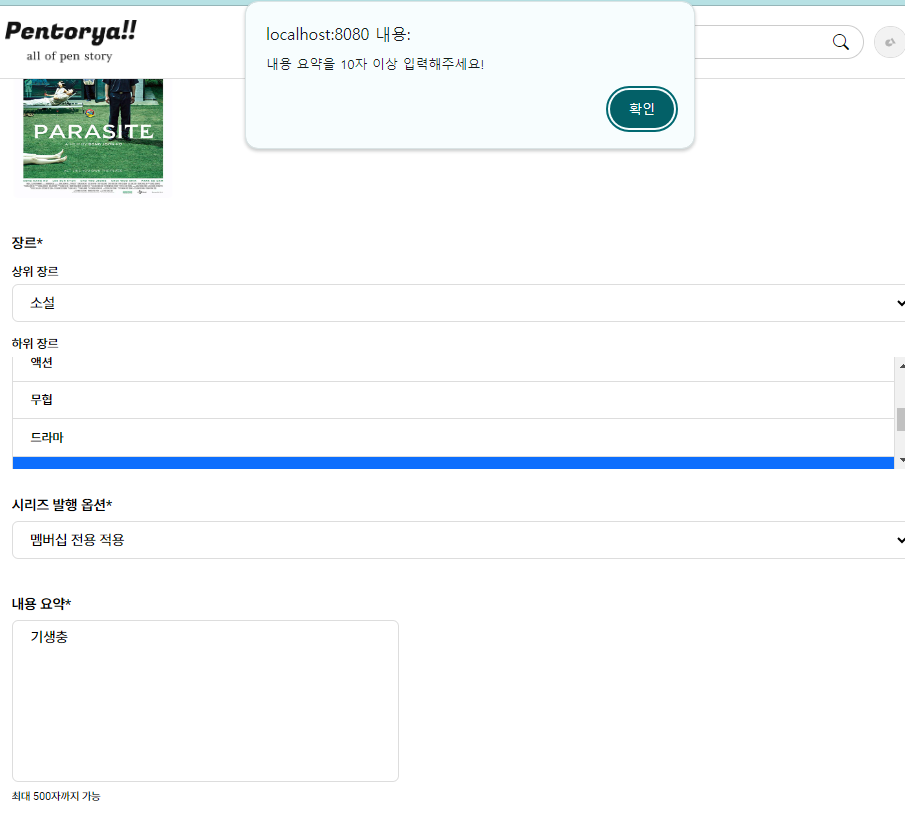 Pentorya!!
all of pen story
localhost:8080 내용:
내용 요약을 10자 이상 입력해주세요!
확인
PARASITE
장르*
상위 장르
소설
하위 장르
액션
무협
드라마
시리즈 발행 옵션*
멤버십 전용 적용
내용 요약*
기생충
최대 500자까지 가능